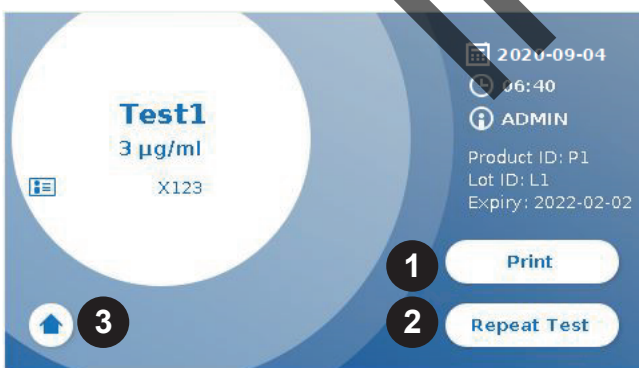 Test1
3 µg/ml
X123
2020-09-04
06:40
ADMIN
Product ID: P1
Lot ID: L1
Expiry: 2022-02-02
1
Print
2
Repeat Test
3